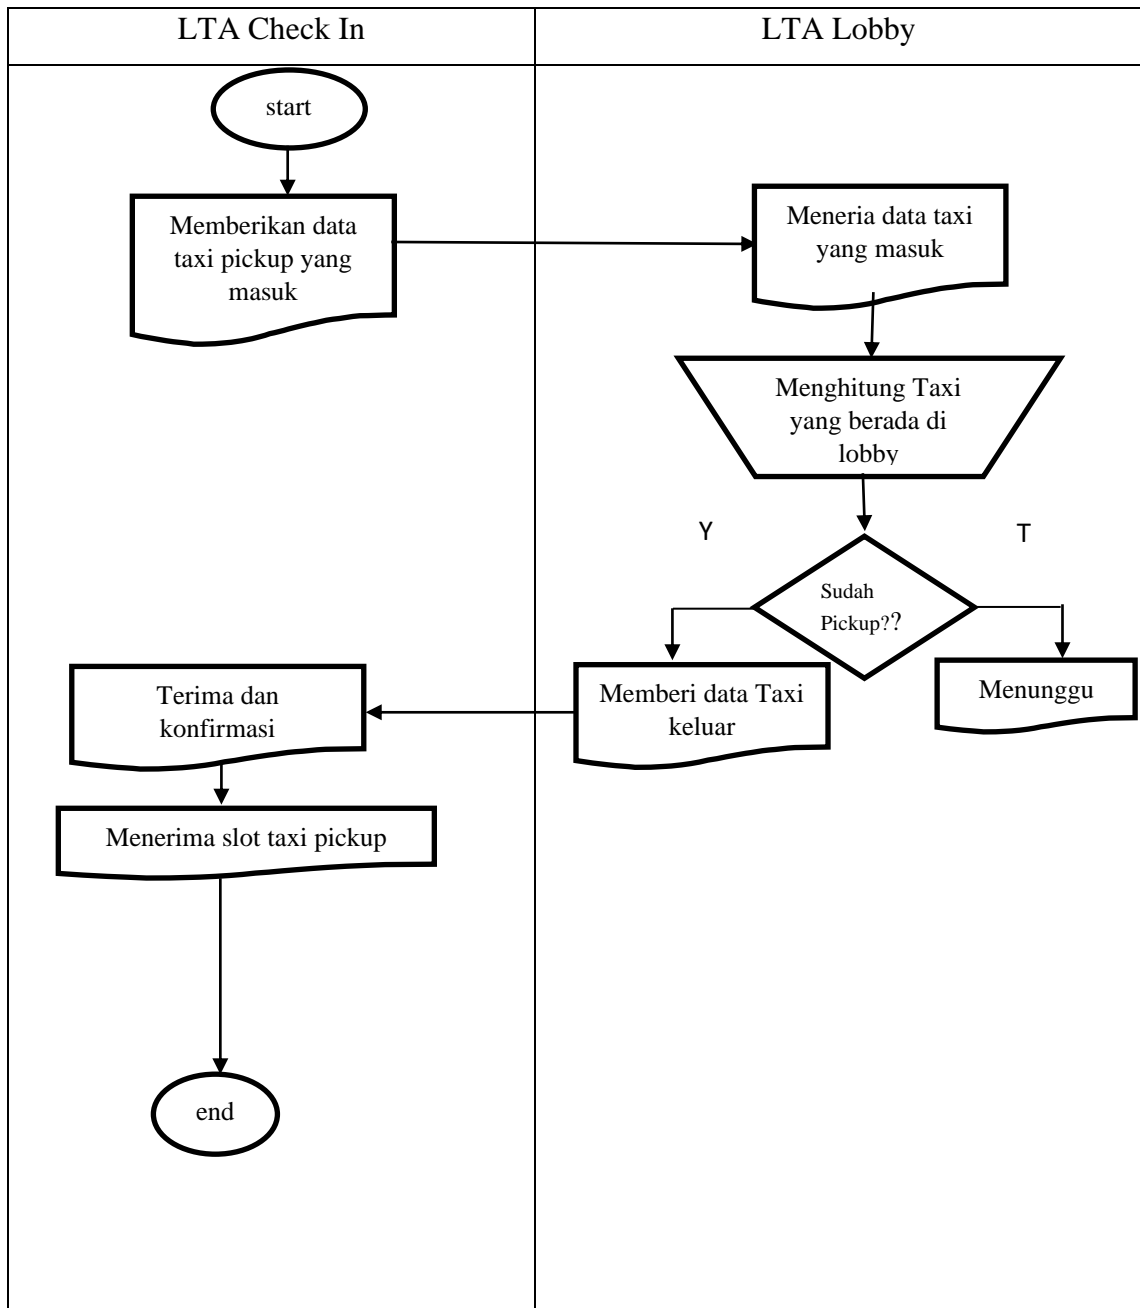 LTA Check In
LTA Lobby
start
Memberikan data
taxi pickup yang
masuk
Meneria data taxi
yang masuk
Menghitung Taxi
yang berada di
lobby
Y
T
Sudah
Pickup??
Memberi data Taxi
keluar
Menunggu
Terima dan
konfirmasi
Menerima slot taxi pickup
end